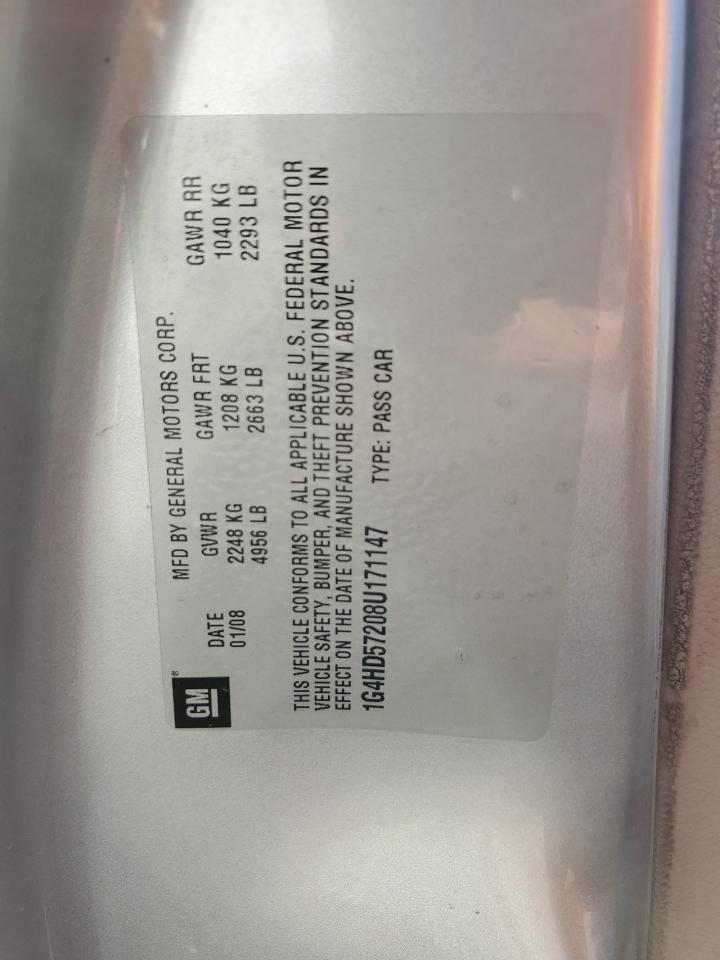 GM®
MFD BY GENERAL MOTORS CORP.
DATE GVWR GAWR FRT GAWR RR
01/08 2248 KG 1208 KG 1040 KG
4956 LB 2663 LB 2293 LB
THIS VEHICLE CONFORMS TO ALL APPLICABLE U.S. FEDERAL MOTOR
VEHICLE SAFETY, BUMPER, AND THEFT PREVENTION STANDARDS IN
EFFECT ON THE DATE OF MANUFACTURE SHOWN ABOVE.
1G4HD57208U171147 TYPE: PASS CAR